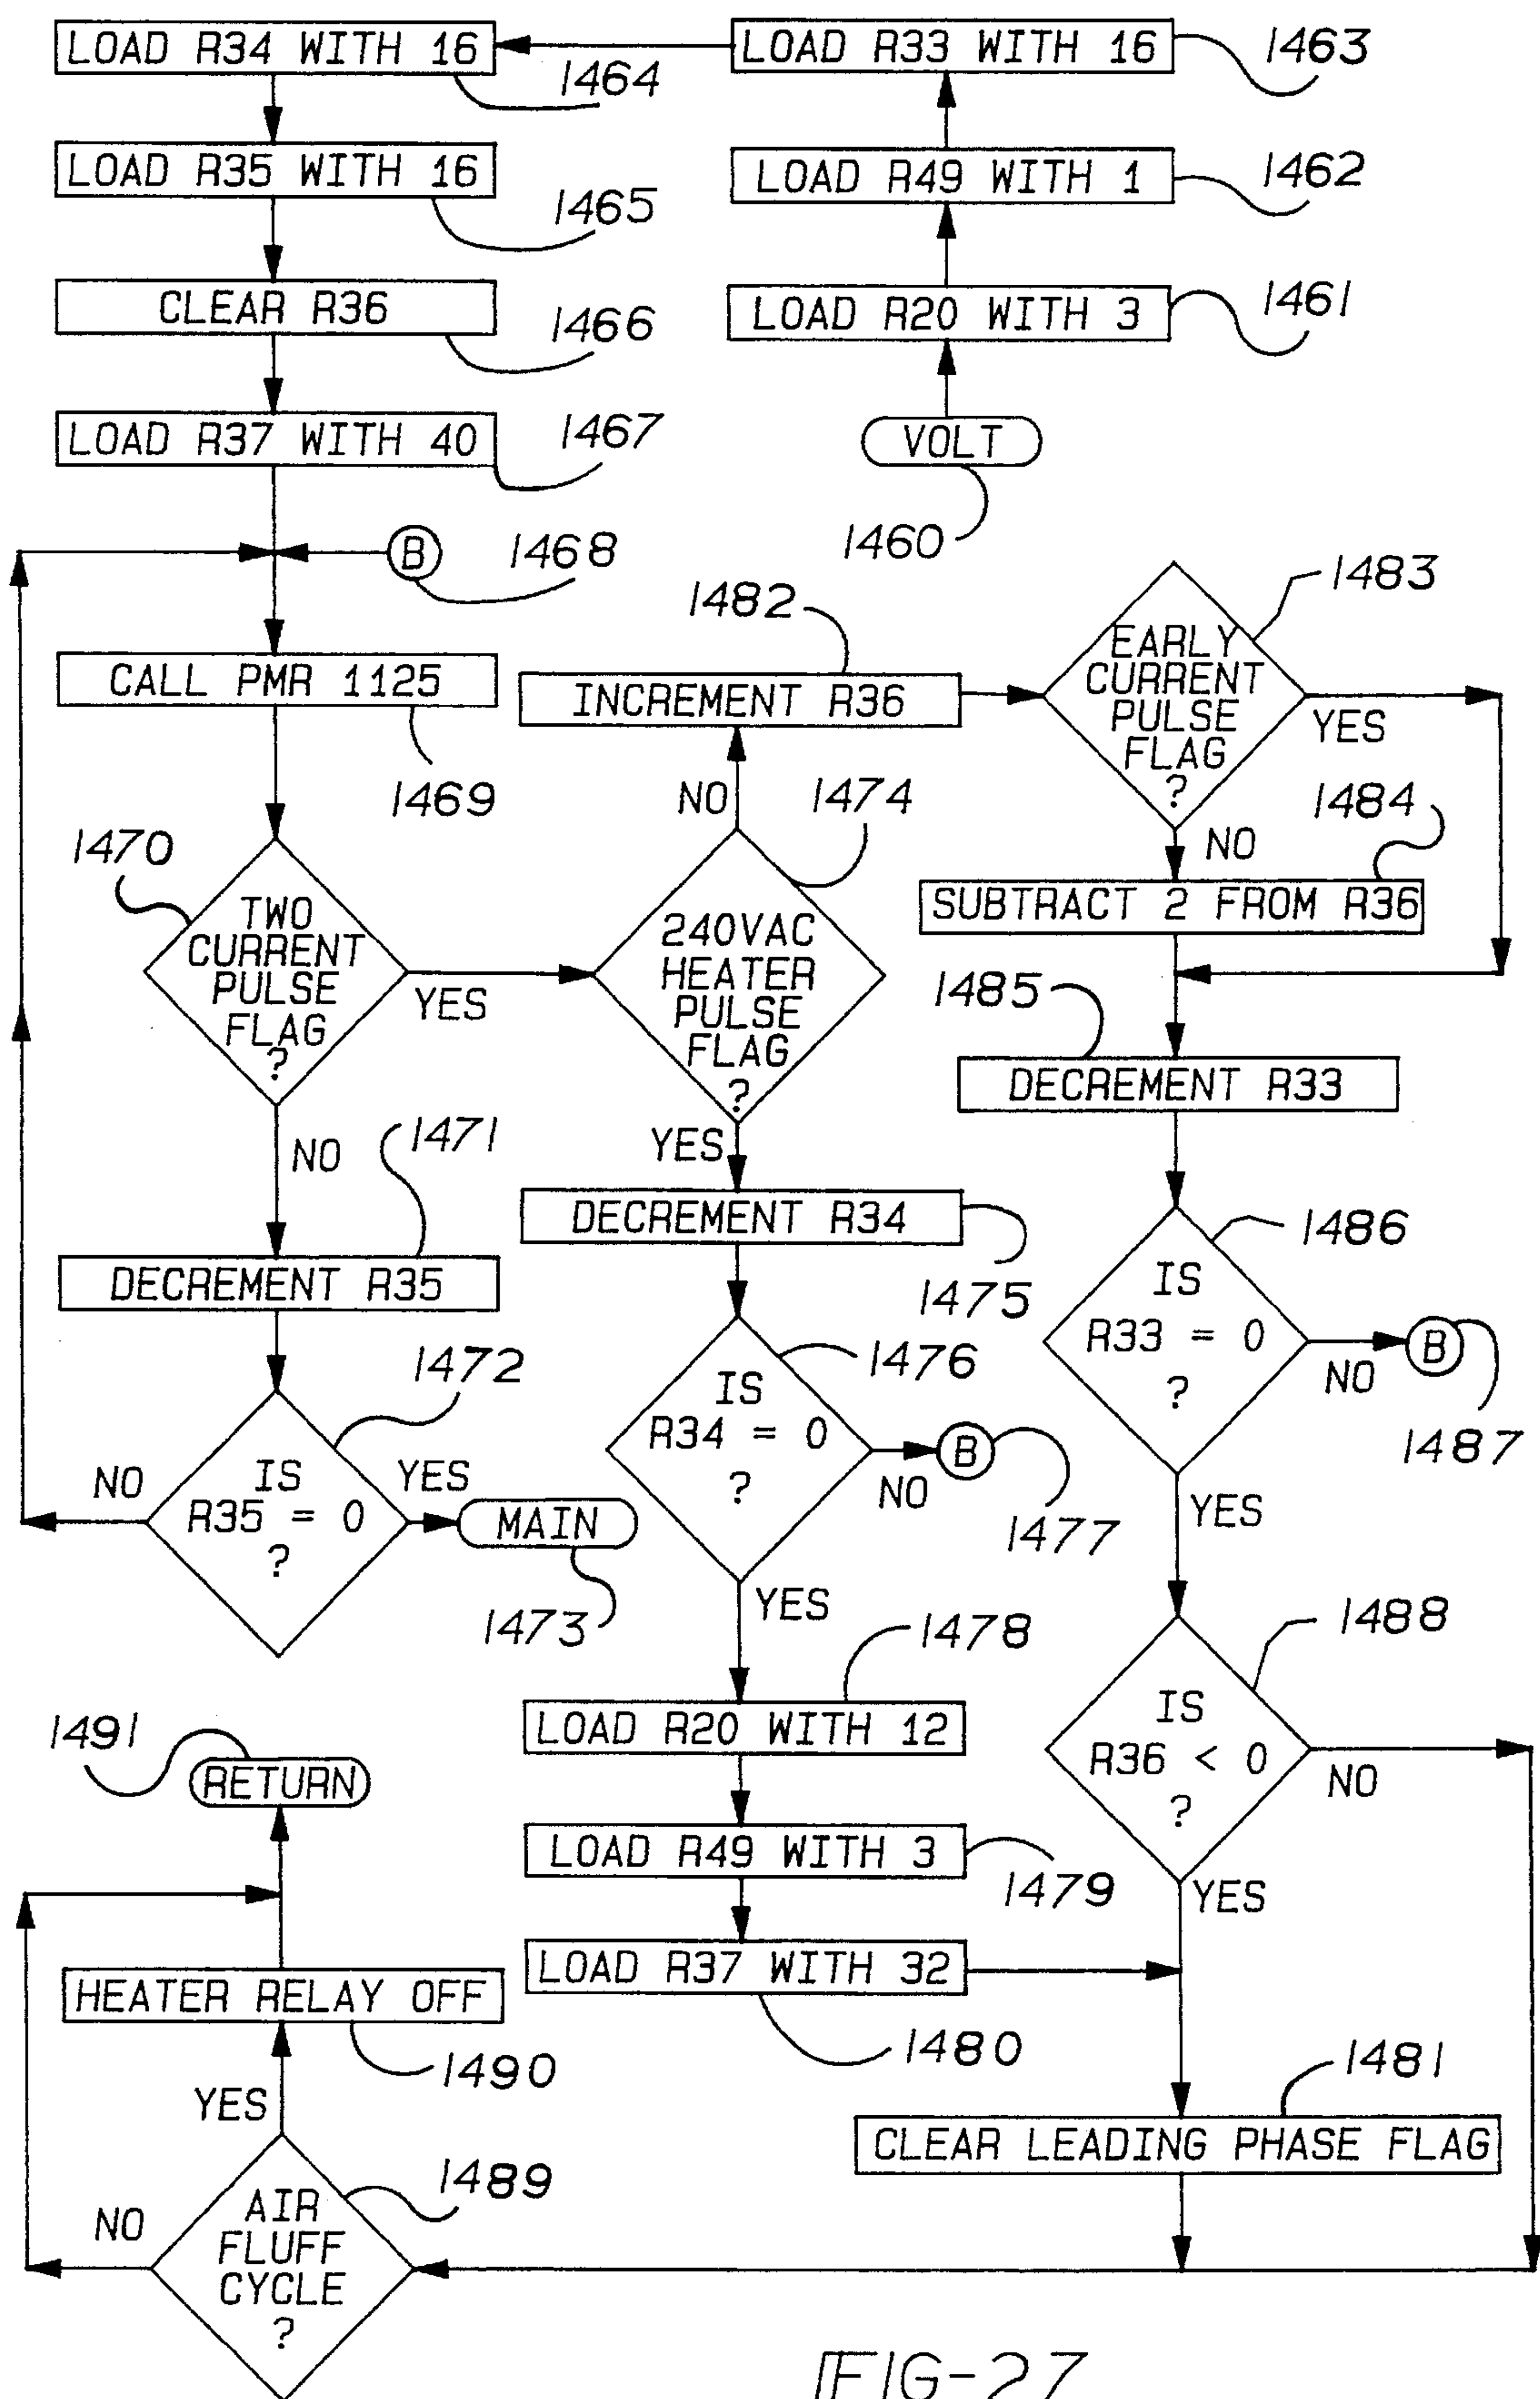 LOAD R34 WITH 16
1464
LOAD R33 WITH 16
1463
LOAD R35 WITH 16
1465
LOAD R49 WITH 1
1462
CLEAR R36
1466
LOAD R20 WITH 3
1461
LOAD R37 WITH 40
1467
VOLT
1460
B
1468
CALL PMR 1125
1469
1482
INCREMENT R36
1483
EARLY
CURRENT
PULSE
FLAG
?
YES
NO
1470
TWO
CURRENT
PULSE
FLAG
?
YES
NO
NO
1474
240VAC
HEATER
PULSE
FLAG
?
YES
1484
SUBTRACT 2 FROM R36
1485
DECREMENT R33
1471
DECREMENT R35
DECREMENT R34
1475
1486
IS
R33 = 0
?
NO
B
1487
YES
1472
IS
R35 = 0
?
NO
YES
MAIN
1473
1476
IS
R34 = 0
?
NO
B
1477
YES
1478
LOAD R20 WITH 12
1488
IS
R36 < 0
?
NO
YES
1491
RETURN
LOAD R49 WITH 3
1479
HEATER RELAY OFF
1490
LOAD R37 WITH 32
1480
1481
CLEAR LEADING PHASE FLAG
YES
1489
NO
AIR
FLUFF
CYCLE
?
FIG-27